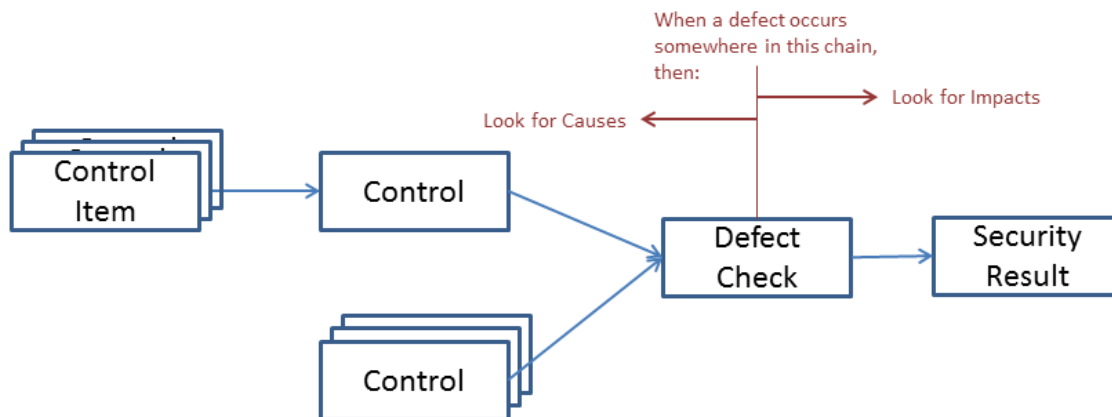 When a defect occurs
somewhere in this chain,
then:
Look for Impacts
Look for Causes
Control
Item
Control
Defect
Check
Security
Result
Control